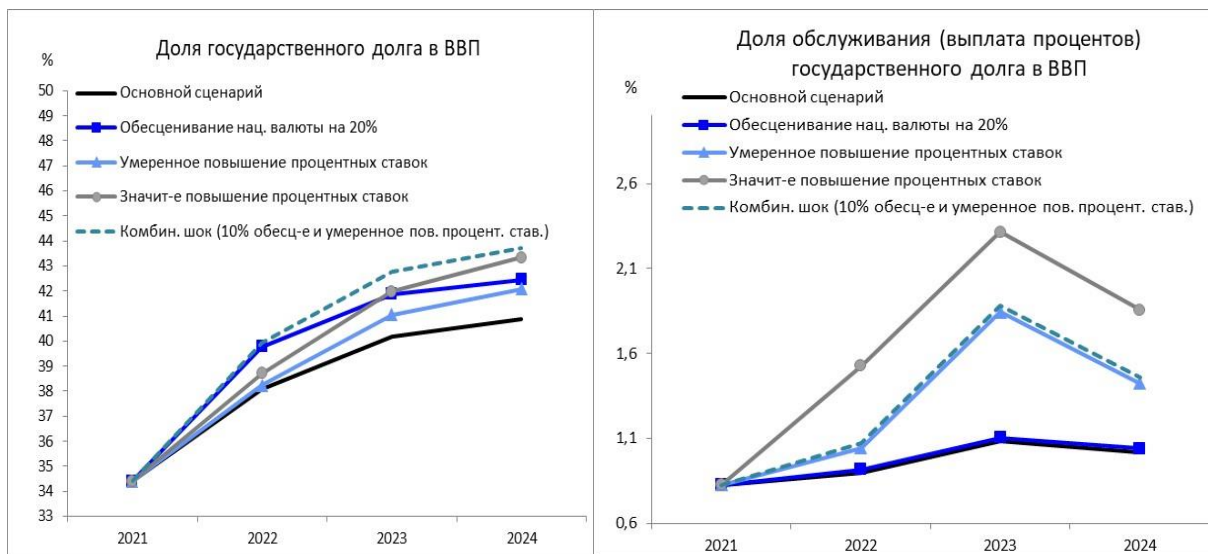 Доля государственного долга в ВВП
%
Основной сценарий
Обесценивание нац. валюты на 20%
Умеренное повышение процентных ставок
Значит-е повышение процентных ставок
Комбин. шок (10% обесц-е и умеренное пов. процент. став.)
50
49
48
47
46
45
44
43
42
41
40
39
38
37
36
35
34
33
2021
2022
2023
2024
Доля обслуживания (выплата процентов)
государственного долга в ВВП
%
Основной сценарий
Обесценивание нац. валюты на 20%
Умеренное повышение процентных ставок
Значит-е повышение процентных ставок
Комбин. шок (10% обесц-е и умеренное пов. процент. став.)
2,6
2,1
1,6
1,1
0,6
2021
2022
2023
2024